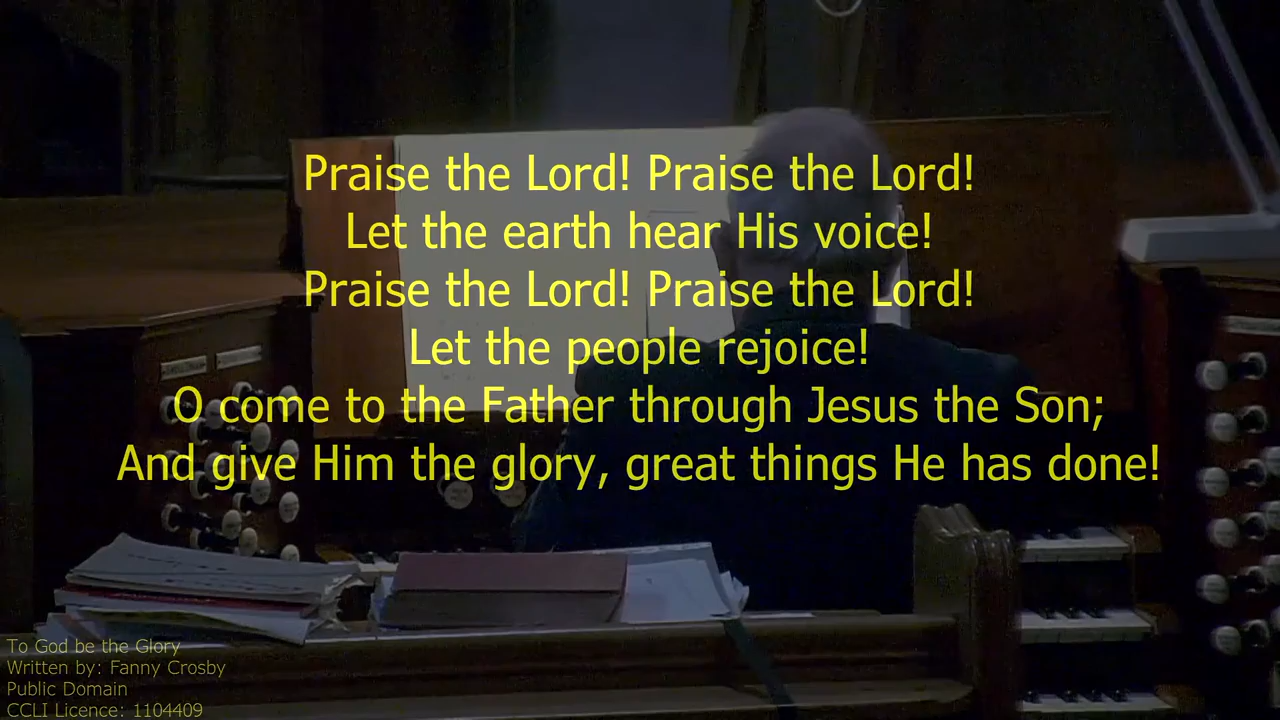 Praise the Lord! Praise the Lord!
Let the earth hear His voice!
Praise the Lord! Praise the Lord!
Let the people rejoice!
O come to the Father through Jesus the Son;
And give Him the glory, great things He has done!
To God be the Glory
Written by: Fanny Crosby
Public Domain
CCLI Licence: 1104409